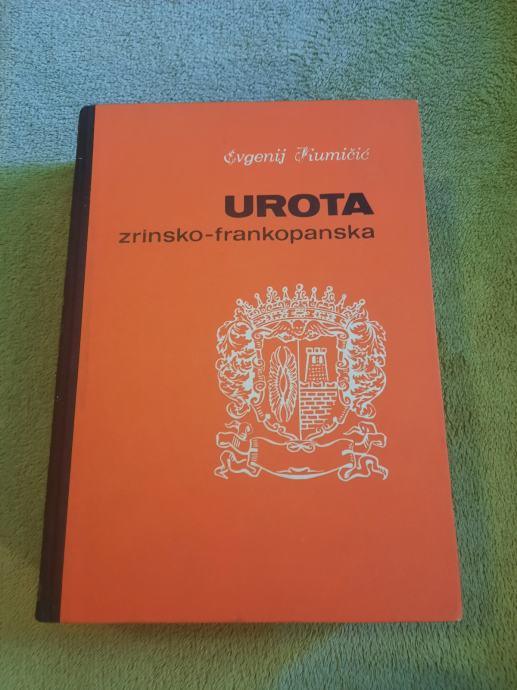 Evgenij Kumičić
UROTA
zrinsko-frankopanska